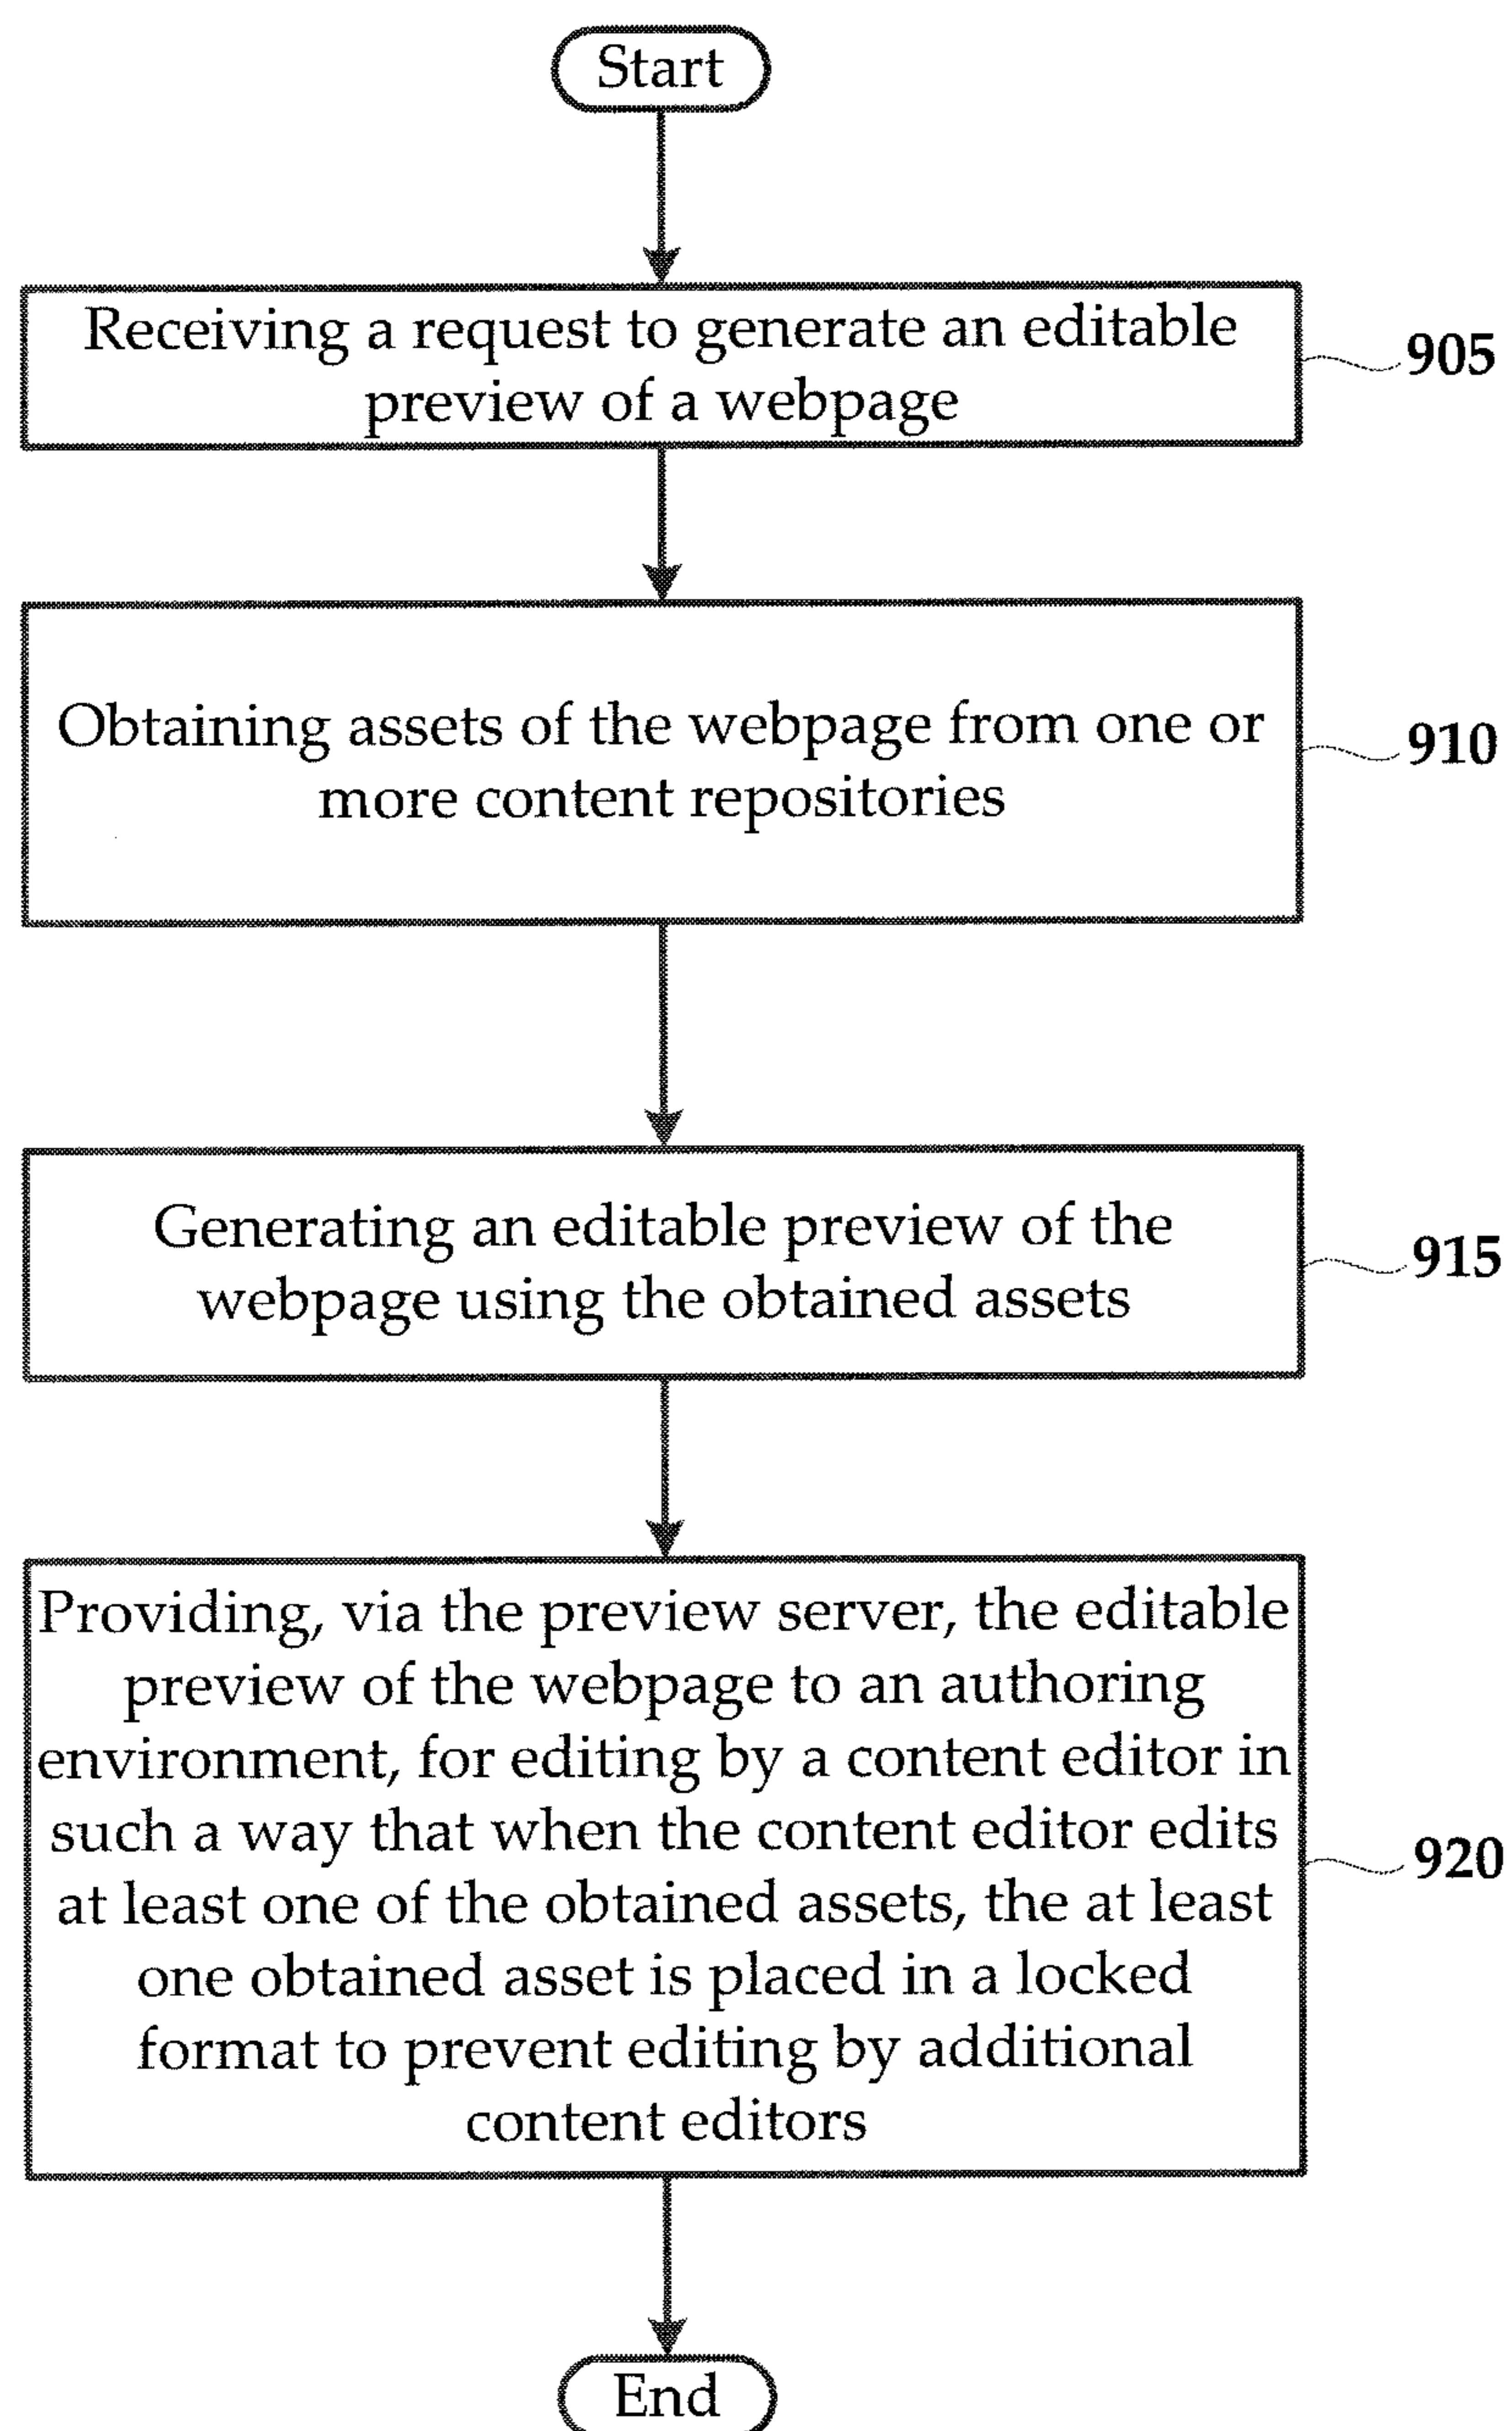 Start
Receiving a request to generate an editable
preview of a webpage
905
Obtaining assets of the webpage from one or
more content repositories
910
Generating an editable preview of the
webpage using the obtained assets
915
Providing, via the preview server, the editable
preview of the webpage to an authoring
environment, for editing by a content editor in
such a way that when the content editor edits
at least one of the obtained assets, the at least
one obtained asset is placed in a locked
format to prevent editing by additional
content editors
920
End